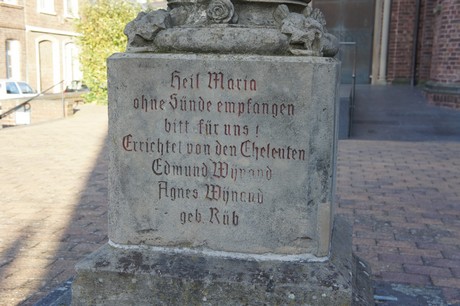 Heil Maria
ohne Sünde empfangen
bitt für uns!
Errichtet von den Eheleuten
Edmund Wynand
Agnes Wynand
geb. Rüb